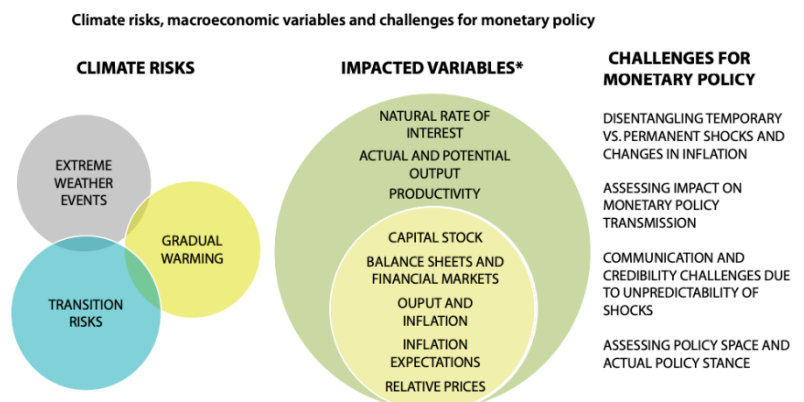 Climate risks, macroeconomic variables and challenges for monetary policy
CLIMATE RISKS
EXTREME
WEATHER
EVENTS
GRADUAL
WARMING
TRANSITION
RISKS
IMPACTED VARIABLES*
NATURAL RATE OF
INTEREST
ACTUAL AND POTENTIAL
OUTPUT
PRODUCTIVITY
CAPITAL STOCK
BALANCE SHEETS AND
FINANCIAL MARKETS
OUPUT AND
INFLATION
INFLATION
EXPECTATIONS
RELATIVE PRICES
CHALLENGES FOR
MONETARY POLICY
DISENTANGLING TEMPORARY
VS. PERMANENT SHOCKS AND
CHANGES IN INFLATION
ASSESSING IMPACT ON
MONETARY POLICY
TRANSMISSION
COMMUNICATION AND
CREDIBILITY CHALLENGES DUE
TO UNPREDICTABILITY OF
SHOCKS
ASSESSING POLICY SPACE AND
ACTUAL POLICY STANCE